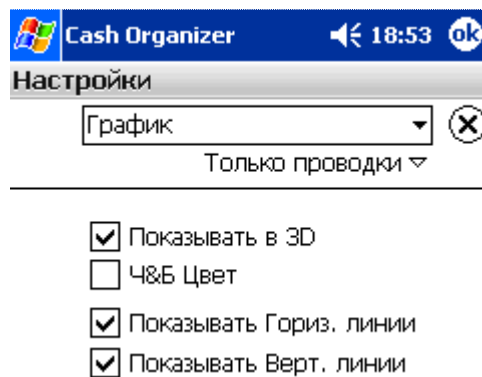 Cash Organizer 18:53 ok
Настройки
График
Только проводки
Показывать в 3D
Ч&Б Цвет
Показывать Гориз. линии
Показывать Верт. линии